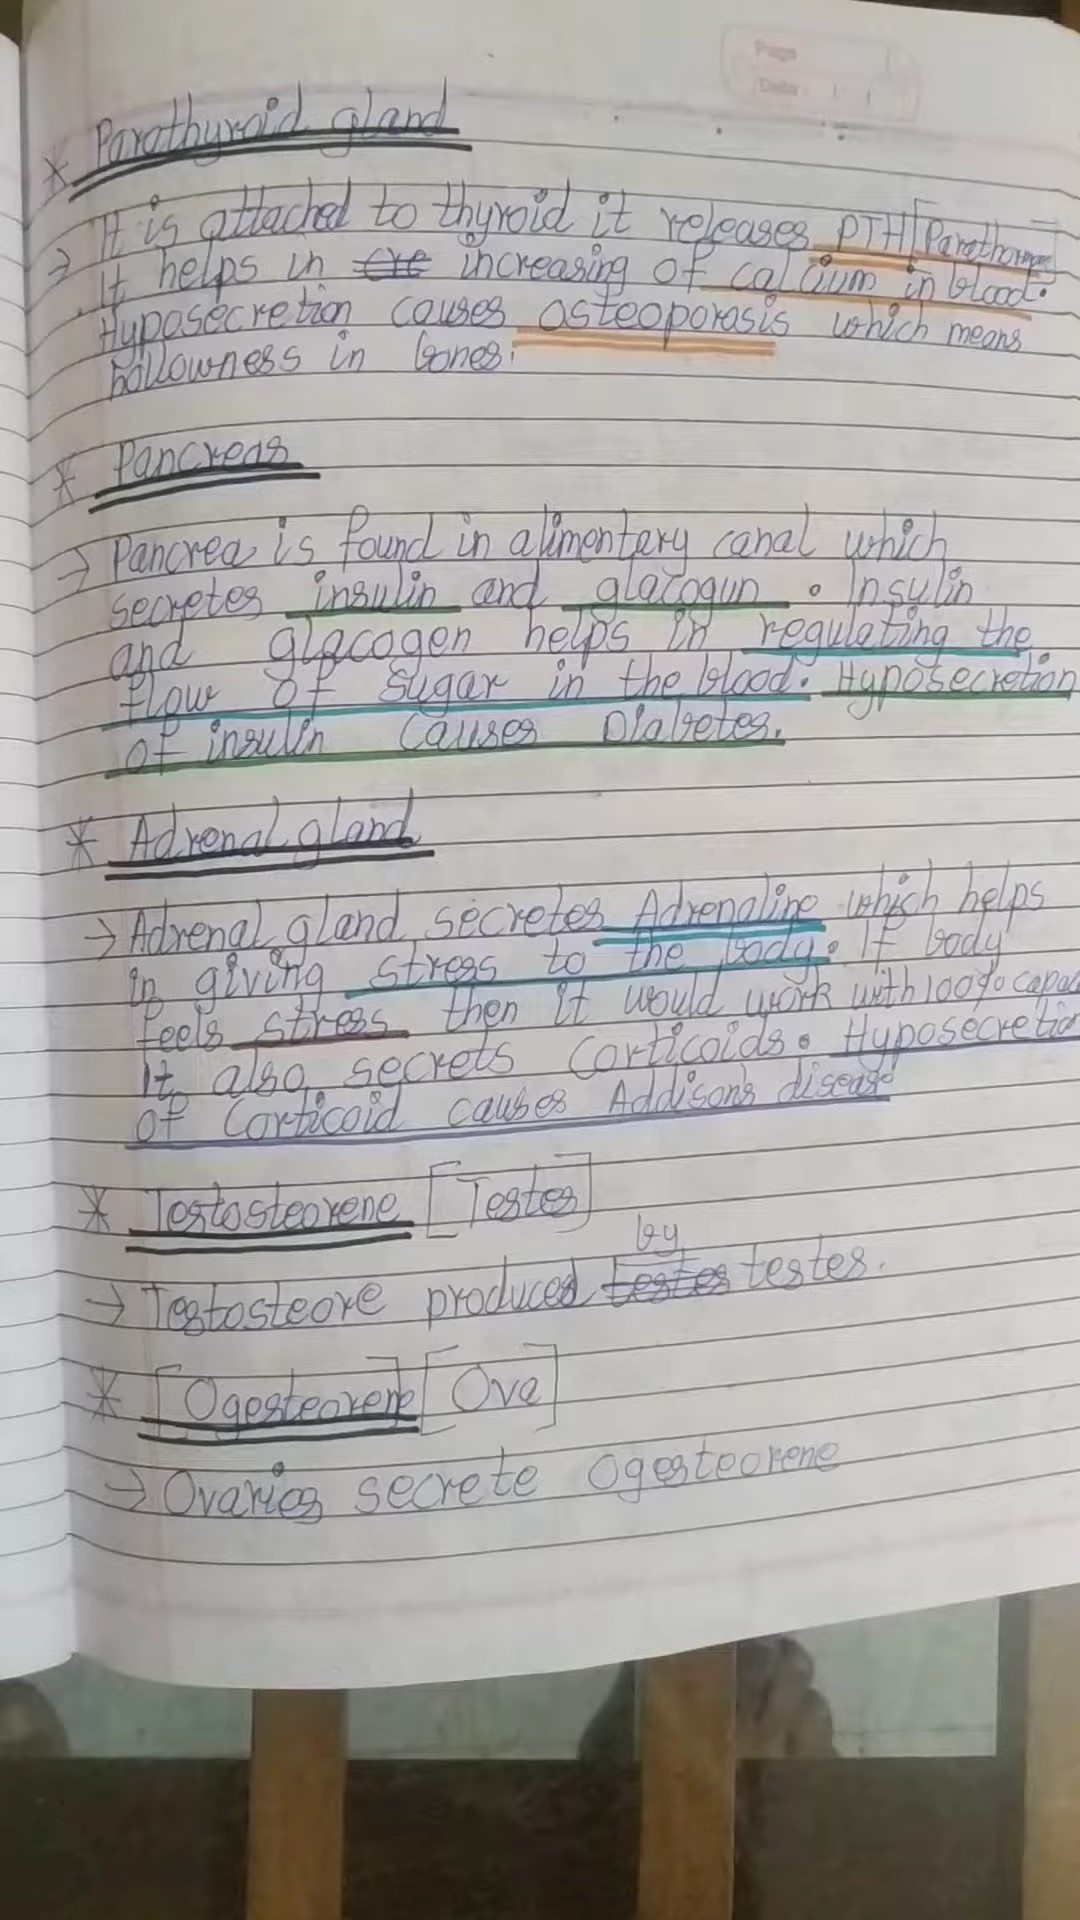 Page
Date
* Parathyroid gland
→ It is attached to thyroid it releases PTH [Parathormone]
It helps in increasing of calcium in blood.
Hyposecretion causes osteoporosis which means
hollowness in bones.
* Pancreas
→ Pancrea is found in alimentary canal which
secretes insulin and glacogun. Insulin
and glacogen helps in regulating the
flow of sugar in the blood. Hyposecretion
of insulin causes Diabetes.
* Adrenal gland
→ Adrenal gland secretes Adrenaline which helps
in giving stress to the body. If body
feels stress then it would work with 100% capac
It also secrets Corticoids. Hyposecretio
of Corticoid causes Addison's disease
* Testosteorene [Testes]
by
→ Testosteore produced testes testes.
* [Ogesteorene] [Ova]
→ Ovaries secrete Ogesteorene